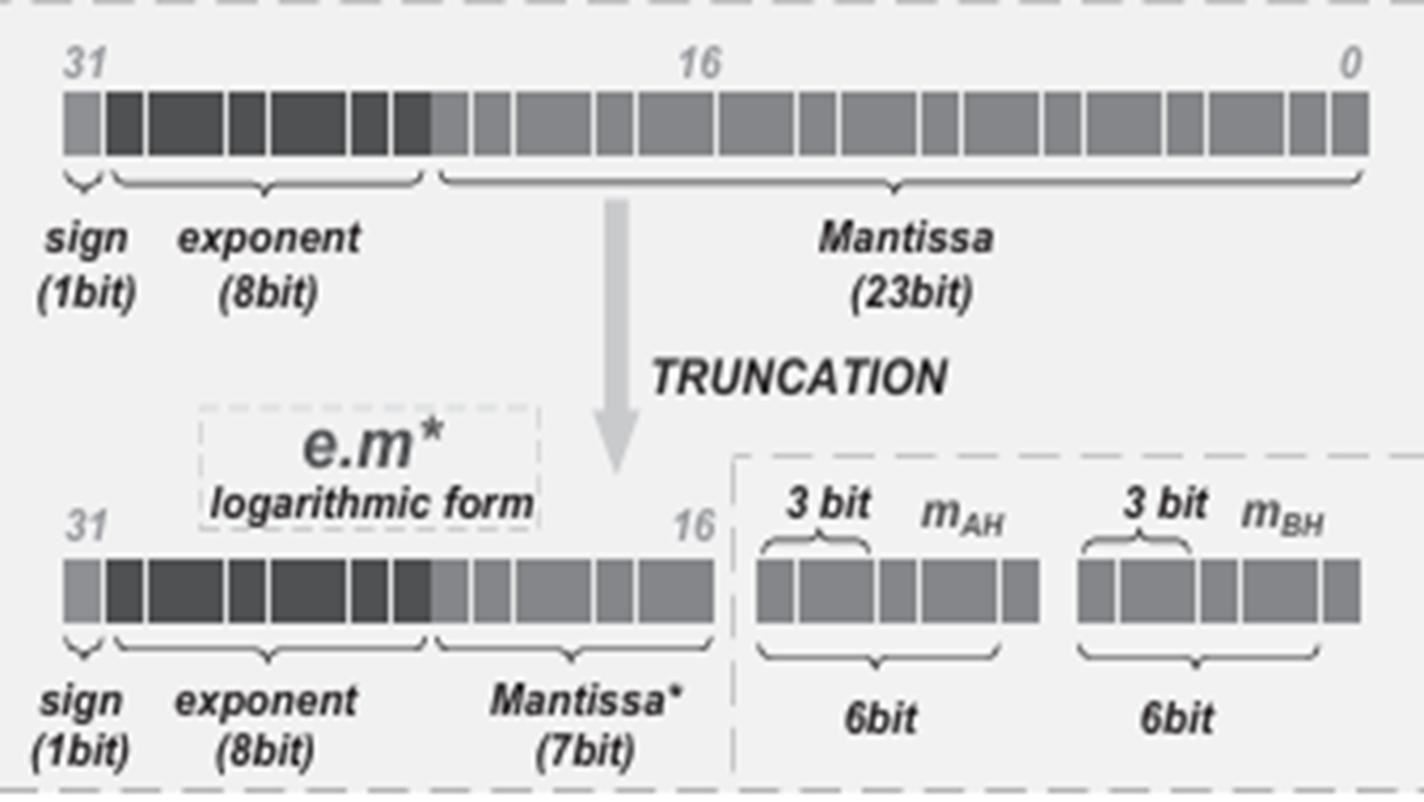 31 16 0
sign exponent Mantissa
(1bit) (8bit) (23bit)
TRUNCATION
e.m*
logarithmic form
31 16
3 bit m_AH 3 bit m_BH
sign exponent Mantissa* 6bit 6bit
(1bit) (8bit) (7bit)